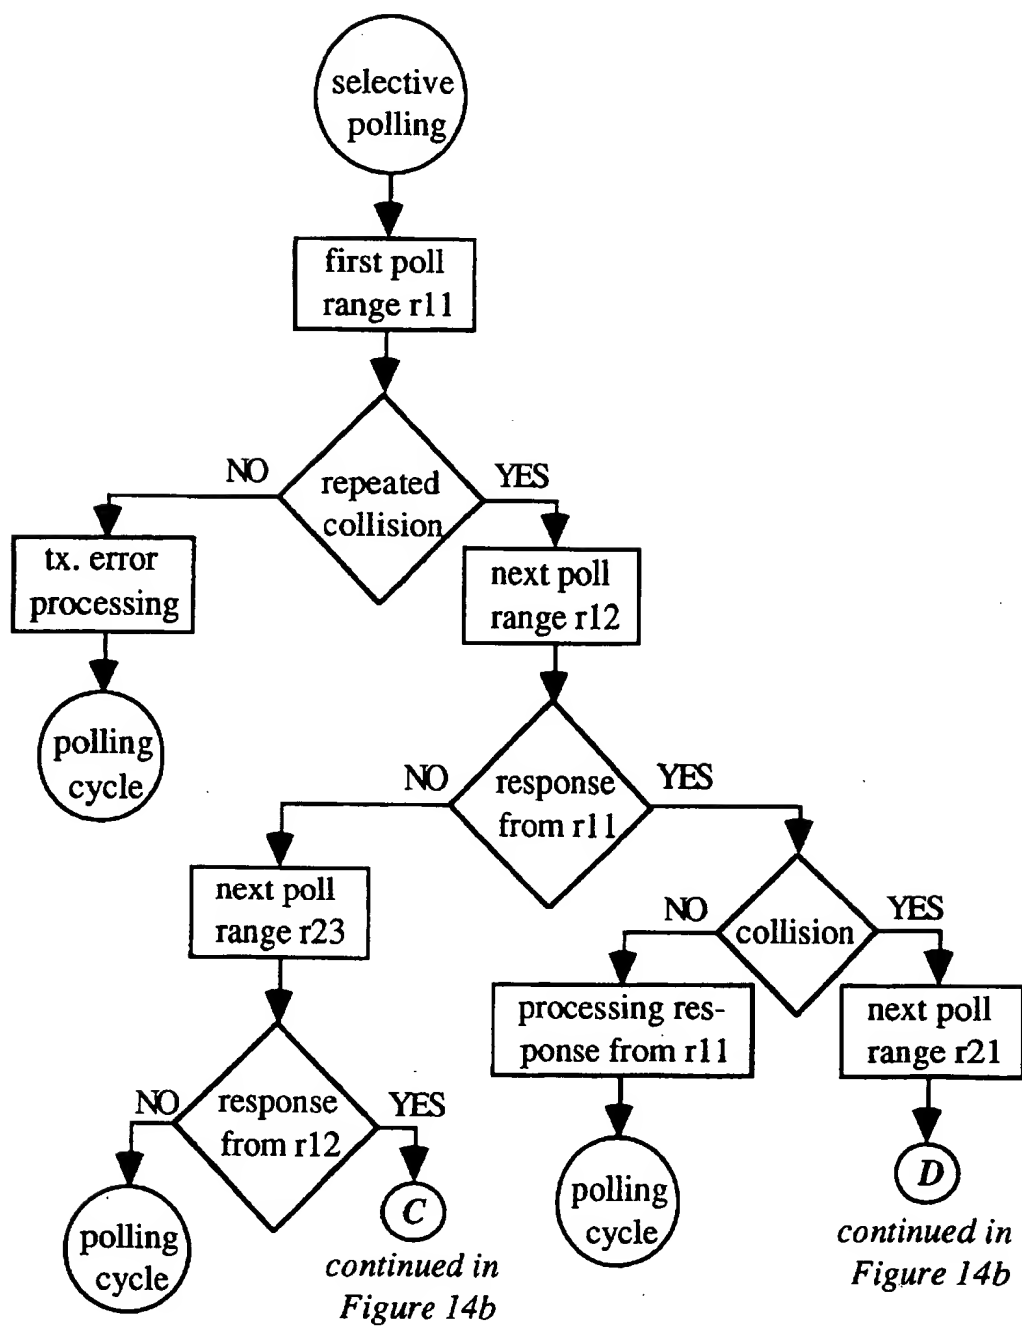 selective
polling
first poll
range r11
NO
repeated
collision
YES
tx. error
processing
next poll
range r12
polling
cycle
NO
response
from r11
YES
next poll
range r23
NO
collision
YES
processing res-
ponse from r11
next poll
range r21
NO
response
from r12
YES
polling
cycle
C
continued in
Figure 14b
polling
cycle
D
continued in
Figure 14b